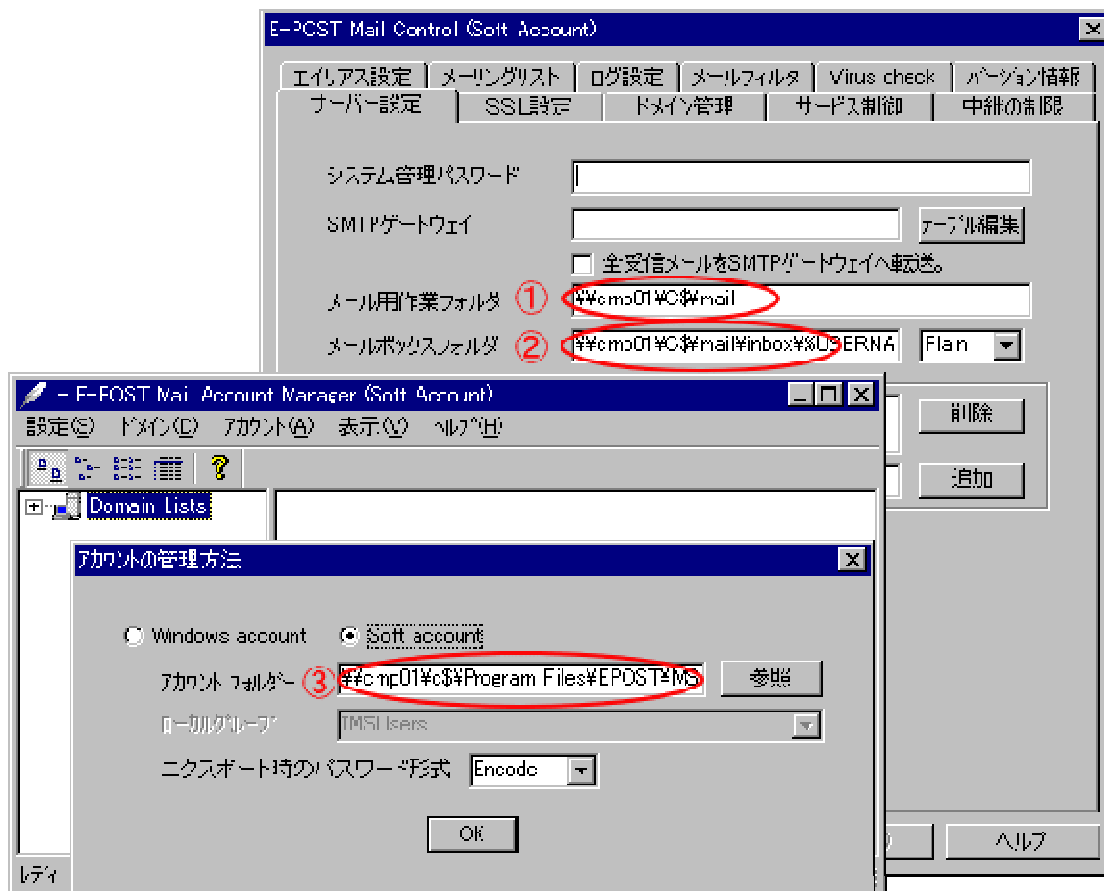 E-POST Mail Control (Soft Account)
エイリアス設定 メーリングリスト ログ設定 メールフィルタ Virus check バージョン情報
サーバー設定 SSL設定 ドメイン管理 サービス制御 中継の制限
システム管理パスワード
SMTPゲートウェイ テーブル編集
全受信メールをSMTPゲートウェイへ転送。
メール用作業フォルダ ① ¥¥cmp01¥C$¥mail
メールボックスフォルダ ② ¥¥cmp01¥C$¥mail¥inbox¥%USERNA Plain
削除
追加
ヘルプ
- E-POST Mail Account Manager (Soft Account)
設定(S) ドメイン(D) アカウント(A) 表示(V) ヘルプ(H)
Domain Lists
アカウントの管理方法
Windows account Soft account
アカウント フォルダー ③ ¥¥cmp01¥c$¥Program Files¥EPOST¥MS 参照
ローカルグループ IMSUsers
エクスポート時のパスワード形式 Encode
OK
レディ